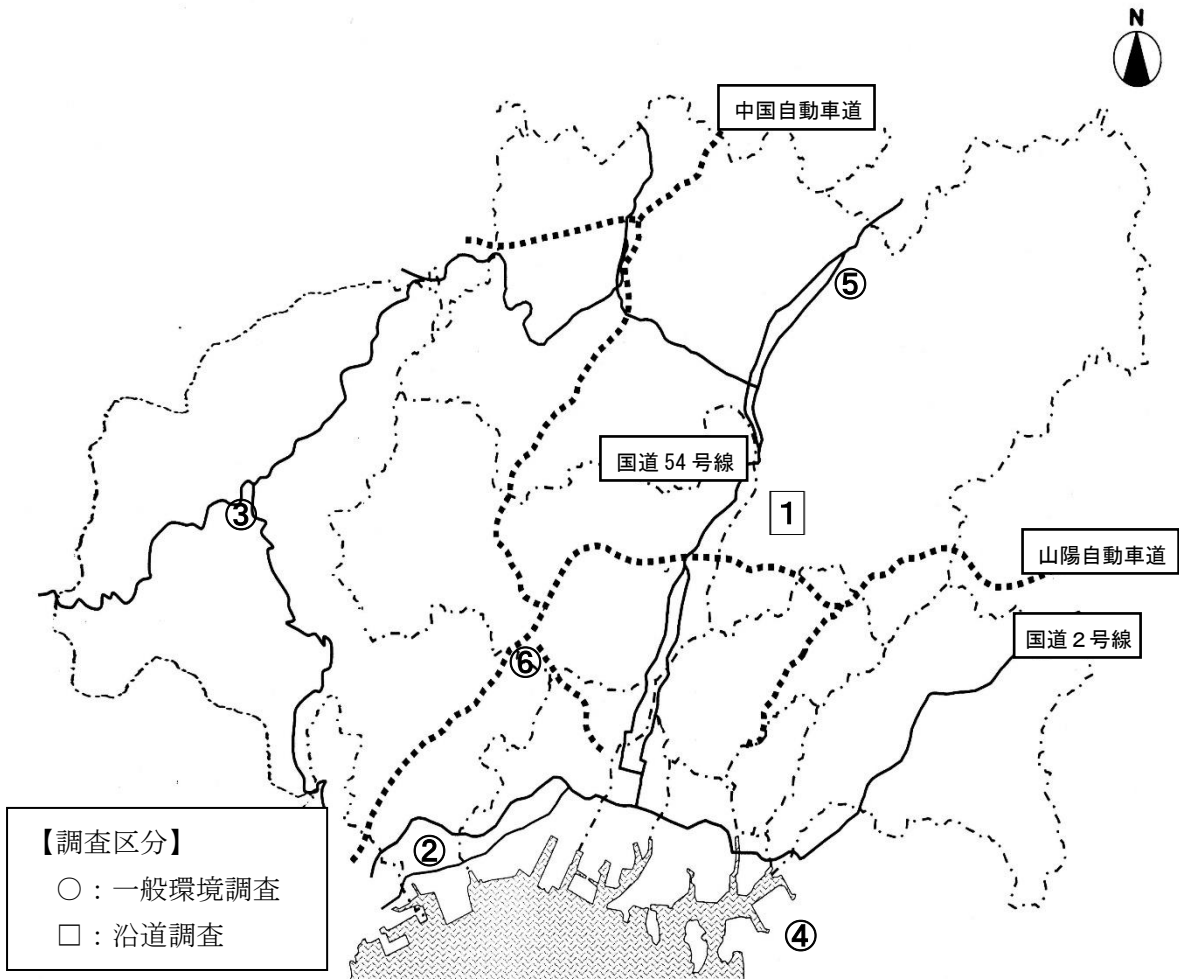 N
中国自動車道
⑤
国道 54 号線
1
③
山陽自動車道
国道２号線
⑥
【調査区分】
○：一般環境調査
□：沿道調査
②
④